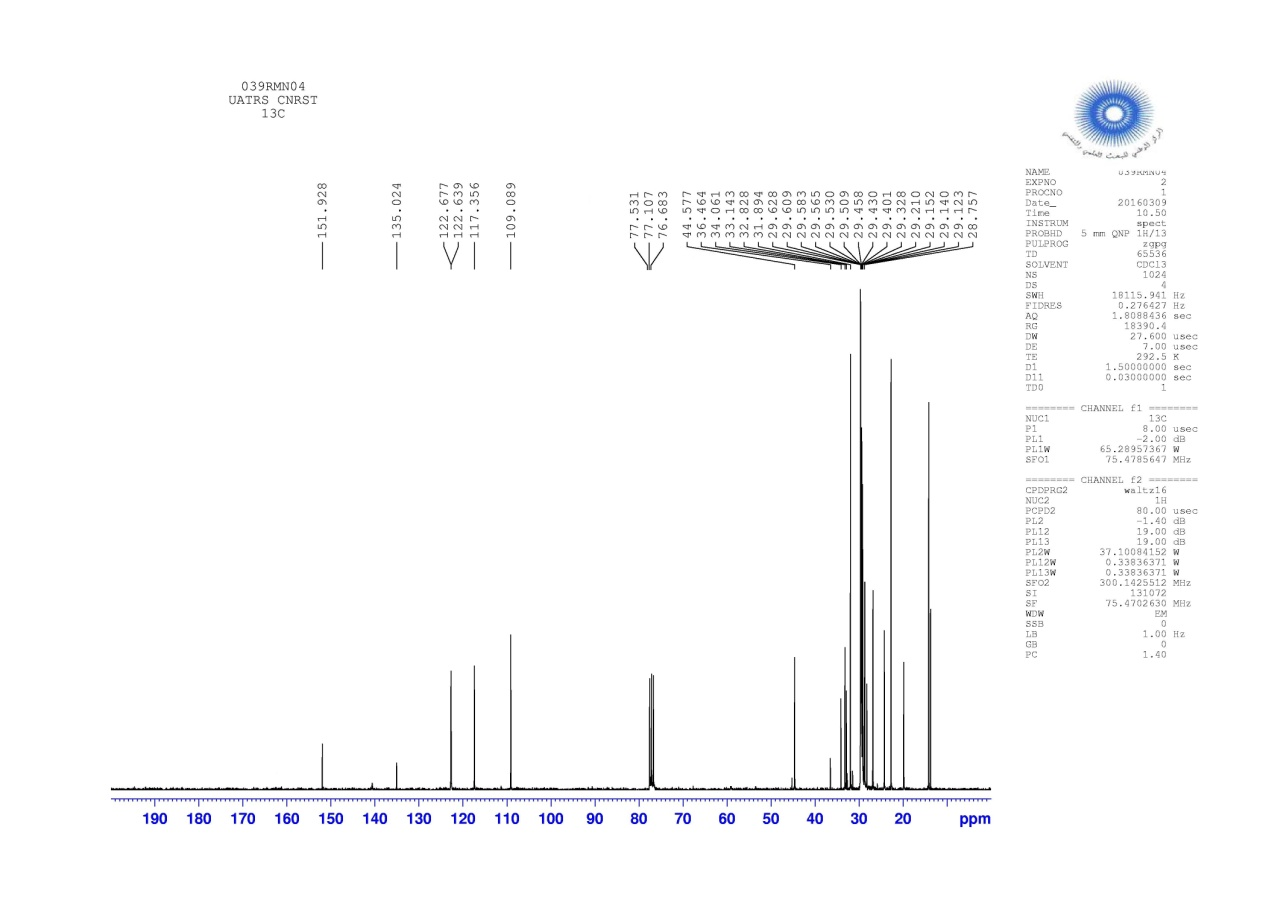 039RMN04
UATRS CNRST
13C
151.928
135.024
122.677
122.639
117.356
109.089
77.531
77.107
76.683
44.577
36.464
34.061
33.143
32.828
31.894
29.628
29.609
29.583
29.565
29.530
29.509
29.458
29.430
29.401
29.328
29.210
29.152
29.140
29.123
28.757
NAME 039RMN04
EXPNO 2
PROCNO 1
Date_ 20160309
Time 10.50
INSTRUM spect
PROBHD 5 mm QNP 1H/13
PULPROG zgpg
TD 65536
SOLVENT CDCl3
NS 1024
DS 4
SWH 18115.941 Hz
FIDRES 0.276427 Hz
AQ 1.8088436 sec
RG 18390.4
DW 27.600 usec
DE 7.00 usec
TE 292.5 K
D1 1.50000000 sec
D11 0.03000000 sec
TD0 1
======== CHANNEL f1 ========
NUC1 13C
P1 8.00 usec
PL1 -2.00 dB
PL1W 65.28957367 W
SFO1 75.4785647 MHz
======== CHANNEL f2 ========
CPDPRG2 waltz16
NUC2 1H
PCPD2 80.00 usec
PL2 -1.40 dB
PL12 19.00 dB
PL13 19.00 dB
PL2W 37.10084152 W
PL12W 0.33836371 W
PL13W 0.33836371 W
SFO2 300.1425512 MHz
SI 131072
SF 75.4702630 MHz
WDW EM
SSB 0
LB 1.00 Hz
GB 0
PC 1.40
190 180 170 160 150 140 130 120 110 100 90 80 70 60 50 40 30 20 ppm